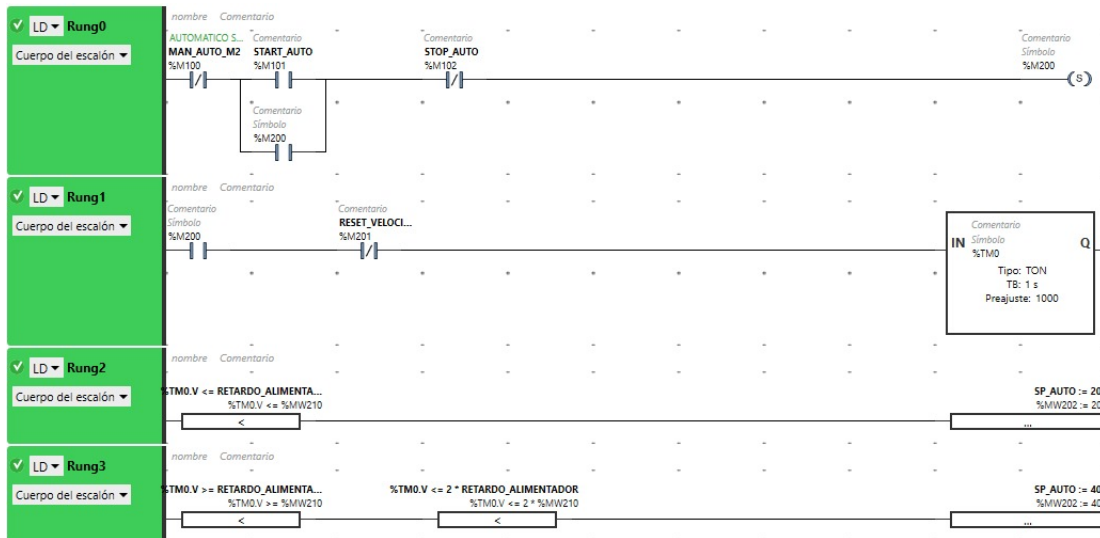 nombre Comentario
LD Rung0
Cuerpo del escalón
AUTOMATICO S... Comentario Comentario Comentario
MAN_AUTO_M2 START_AUTO STOP_AUTO Símbolo
%M100 %M101 %M102 %M200
S
Comentario
Símbolo
%M200
nombre Comentario
LD Rung1
Cuerpo del escalón
Comentario Comentario
Símbolo RESET_VELOCI...
%M200 %M201
Comentario
IN Símbolo Q
%TM0
Tipo: TON
TB: 1 s
Preajuste: 1000
nombre Comentario
LD Rung2
Cuerpo del escalón
%TM0.V <= RETARDO_ALIMENTA... SP_AUTO := 20
%TM0.V <= %MW210 %MW202 := 20
< ...
nombre Comentario
LD Rung3
Cuerpo del escalón
%TM0.V >= RETARDO_ALIMENTA... %TM0.V <= 2 * RETARDO_ALIMENTADOR SP_AUTO := 40
%TM0.V >= %MW210 %TM0.V <= 2 * %MW210 %MW202 := 40
< < ...